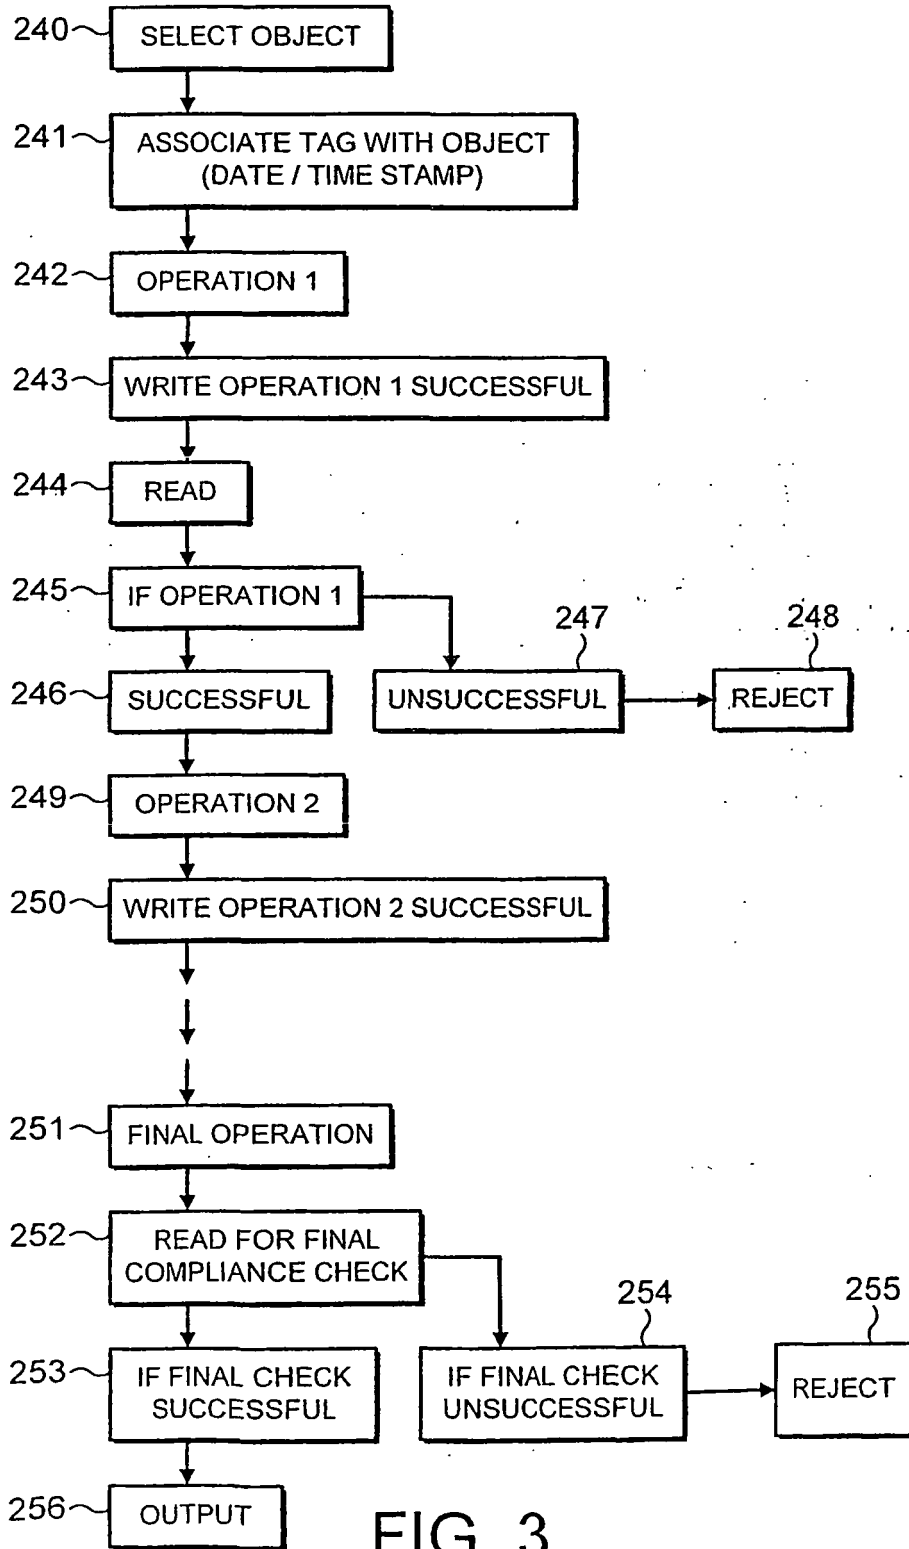 240
SELECT OBJECT
241
ASSOCIATE TAG WITH OBJECT
(DATE / TIME STAMP)
242
OPERATION 1
243
WRITE OPERATION 1 SUCCESSFUL
244
READ
245
IF OPERATION 1
247
248
246
SUCCESSFUL
UNSUCCESSFUL
REJECT
249
OPERATION 2
250
WRITE OPERATION 2 SUCCESSFUL
251
FINAL OPERATION
252
READ FOR FINAL
COMPLIANCE CHECK
254
255
253
IF FINAL CHECK
SUCCESSFUL
IF FINAL CHECK
UNSUCCESSFUL
REJECT
256
OUTPUT
FIG. 3